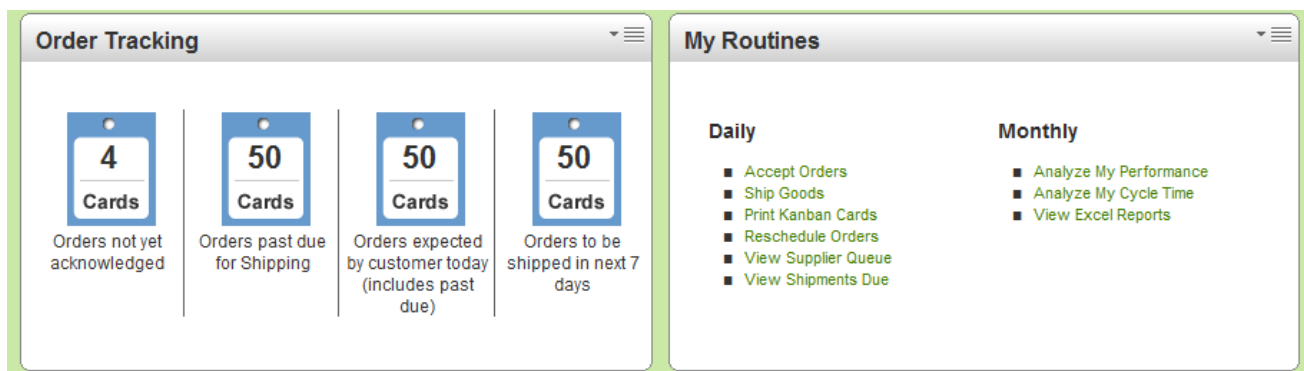 Order Tracking
4
Cards
Orders not yet
acknowledged
50
Cards
Orders past due
for Shipping
50
Cards
Orders expected
by customer today
(includes past
due)
50
Cards
Orders to be
shipped in next 7
days
My Routines
Daily
Accept Orders
Ship Goods
Print Kanban Cards
Reschedule Orders
View Supplier Queue
View Shipments Due
Monthly
Analyze My Performance
Analyze My Cycle Time
View Excel Reports